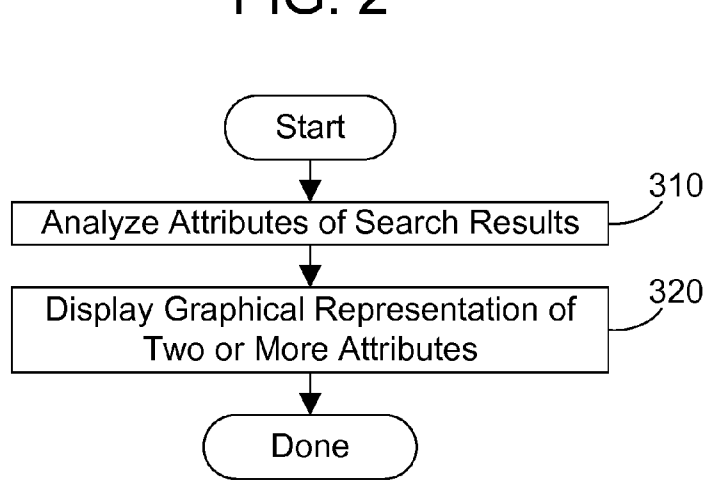 FIG. 2
Start
310
Analyze Attributes of Search Results
320
Display Graphical Representation of
Two or More Attributes
Done